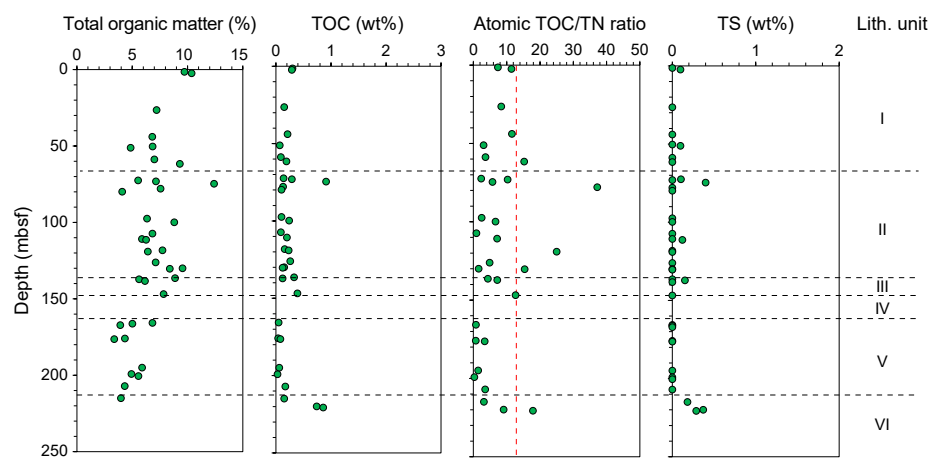 Total organic matter (%) TOC (wt%) Atomic TOC/TN ratio TS (wt%) Lith. unit
0 5 10 15 0 1 2 3 0 10 20 30 40 50 0 1 2
0
50
100
150
200
250
Depth (mbsf)
I
II
III
IV
V
VI